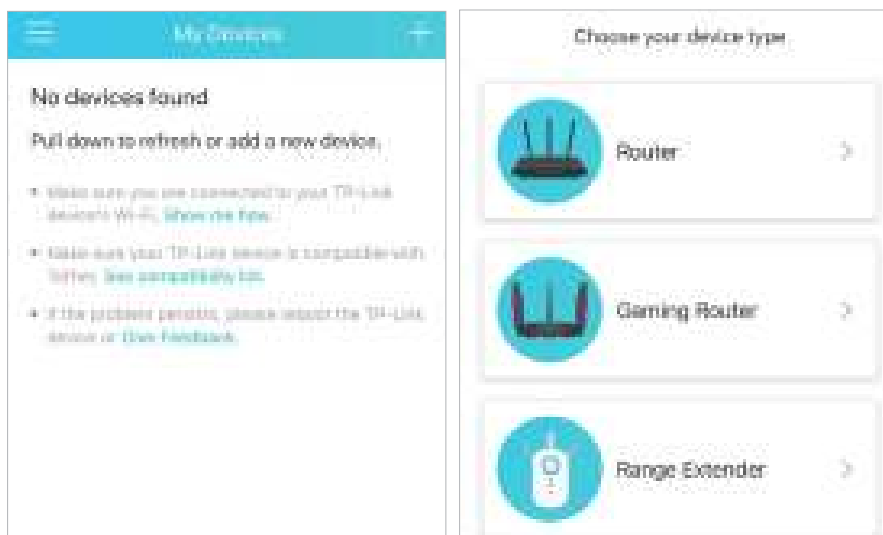 My Devices
No devices found
Pull down to refresh or add a new device.
• Make sure you are connected to your TP-Link
device's Wi-Fi. Show me how.
• Make sure your TP-Link device is compatible with
Tether. See compatibility list.
• If the problem persists, please reboot the TP-Link
device or Give Feedback.
Choose your device type
Router
Gaming Router
Range Extender